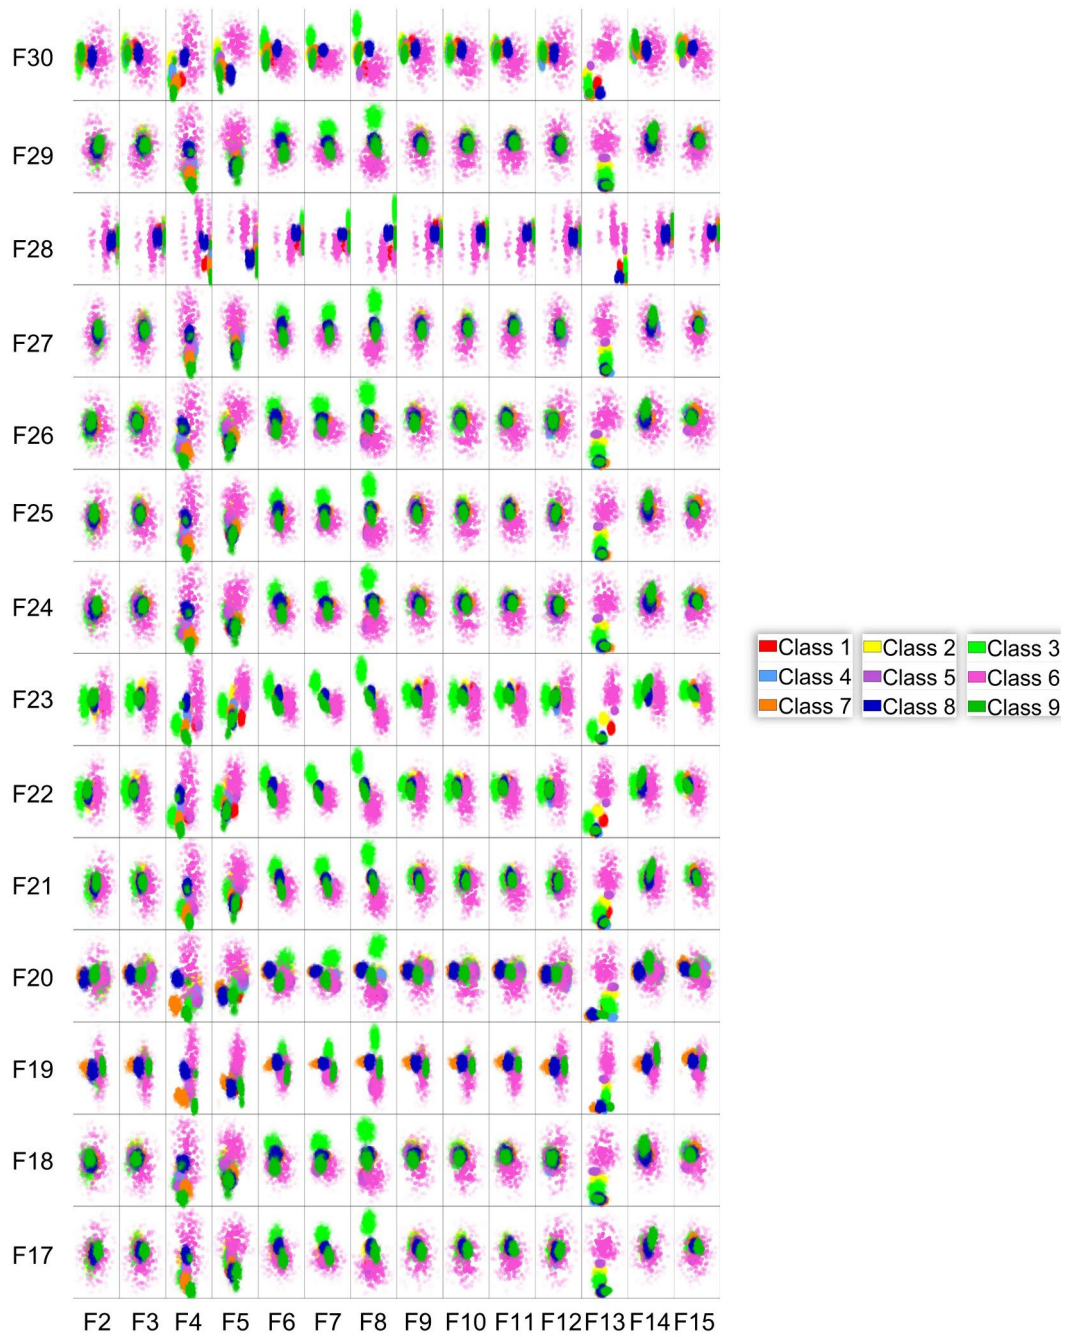 F30
F29
F28
F27
F26
F25
F24
F23
F22
F21
F20
F19
F18
F17
F2 F3 F4 F5 F6 F7 F8 F9 F10 F11 F12 F13 F14 F15
Class 1 Class 2 Class 3
Class 4 Class 5 Class 6
Class 7 Class 8 Class 9